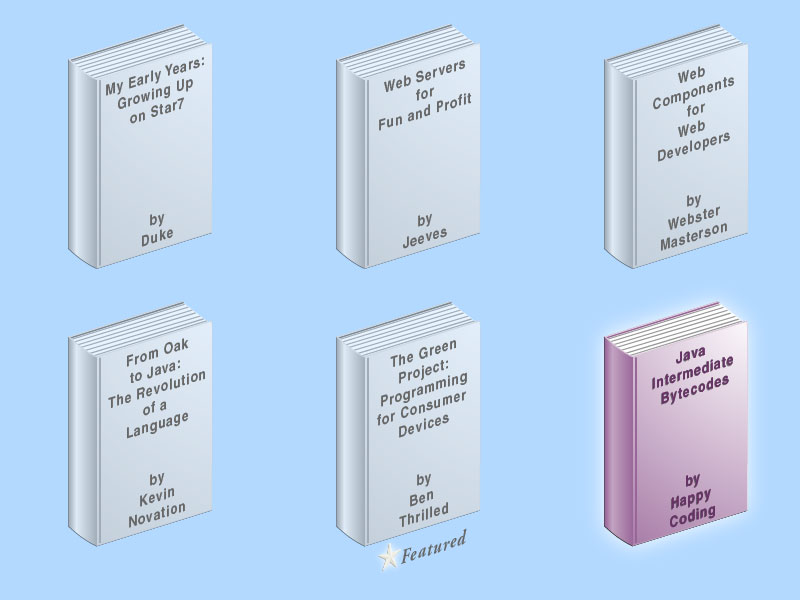 My Early Years:
Growing Up
on Star7
by
Duke
Web Servers
for
Fun and Profit
by
Jeeves
Web
Components
for
Web
Developers
by
Webster
Masterson
From Oak
to Java:
The Revolution
of a
Language
by
Kevin
Novation
The Green
Project:
Programming
for Consumer
Devices
by
Ben
Thrilled
Featured
Java
Intermediate
Bytecodes
by
Happy
Coding